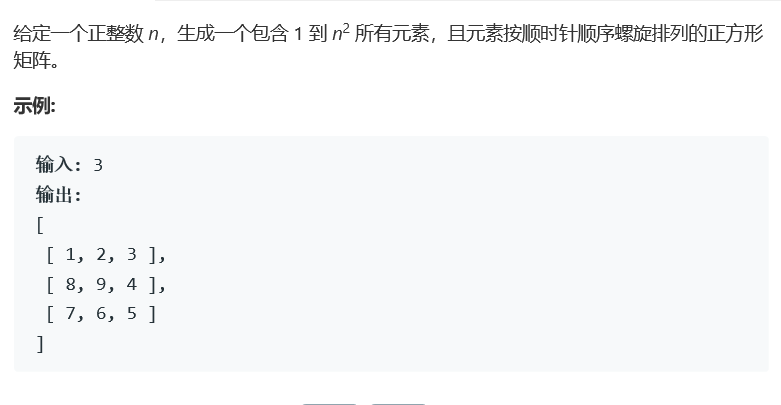 给定一个正整数 n，生成一个包含 1 到 n² 所有元素，且元素按顺时针顺序螺旋排列的正方形
矩阵。
示例:
输入: 3
输出:
[
 [ 1, 2, 3 ],
 [ 8, 9, 4 ],
 [ 7, 6, 5 ]
]